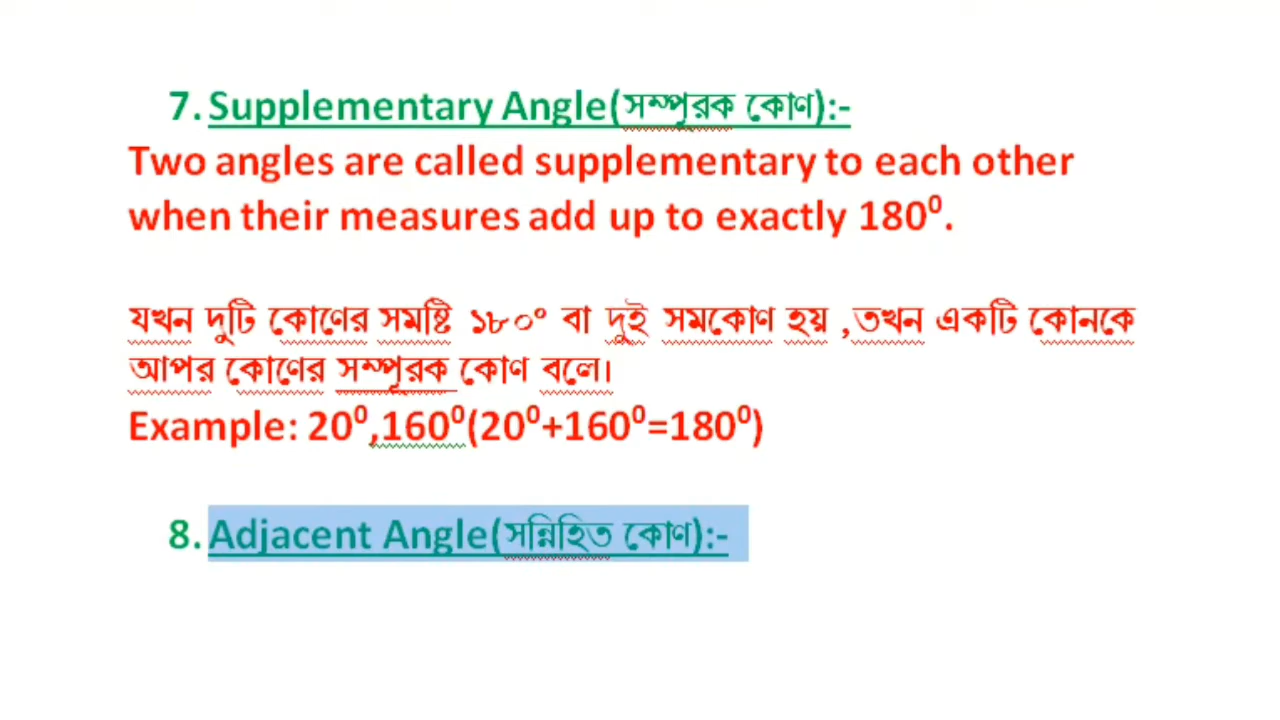 7. Supplementary Angle(সম্পূরক কোণ):-
Two angles are called supplementary to each other
when their measures add up to exactly 180⁰.
যখন দুটি কোণের সমষ্টি ১৮০° বা দুই সমকোণ হয় ,তখন একটি কোনকে
আপর কোণের সম্পূরক কোণ বলে।
Example: 20⁰,160⁰(20⁰+160⁰=180⁰)
8. Adjacent Angle(সন্নিহিত কোণ):-